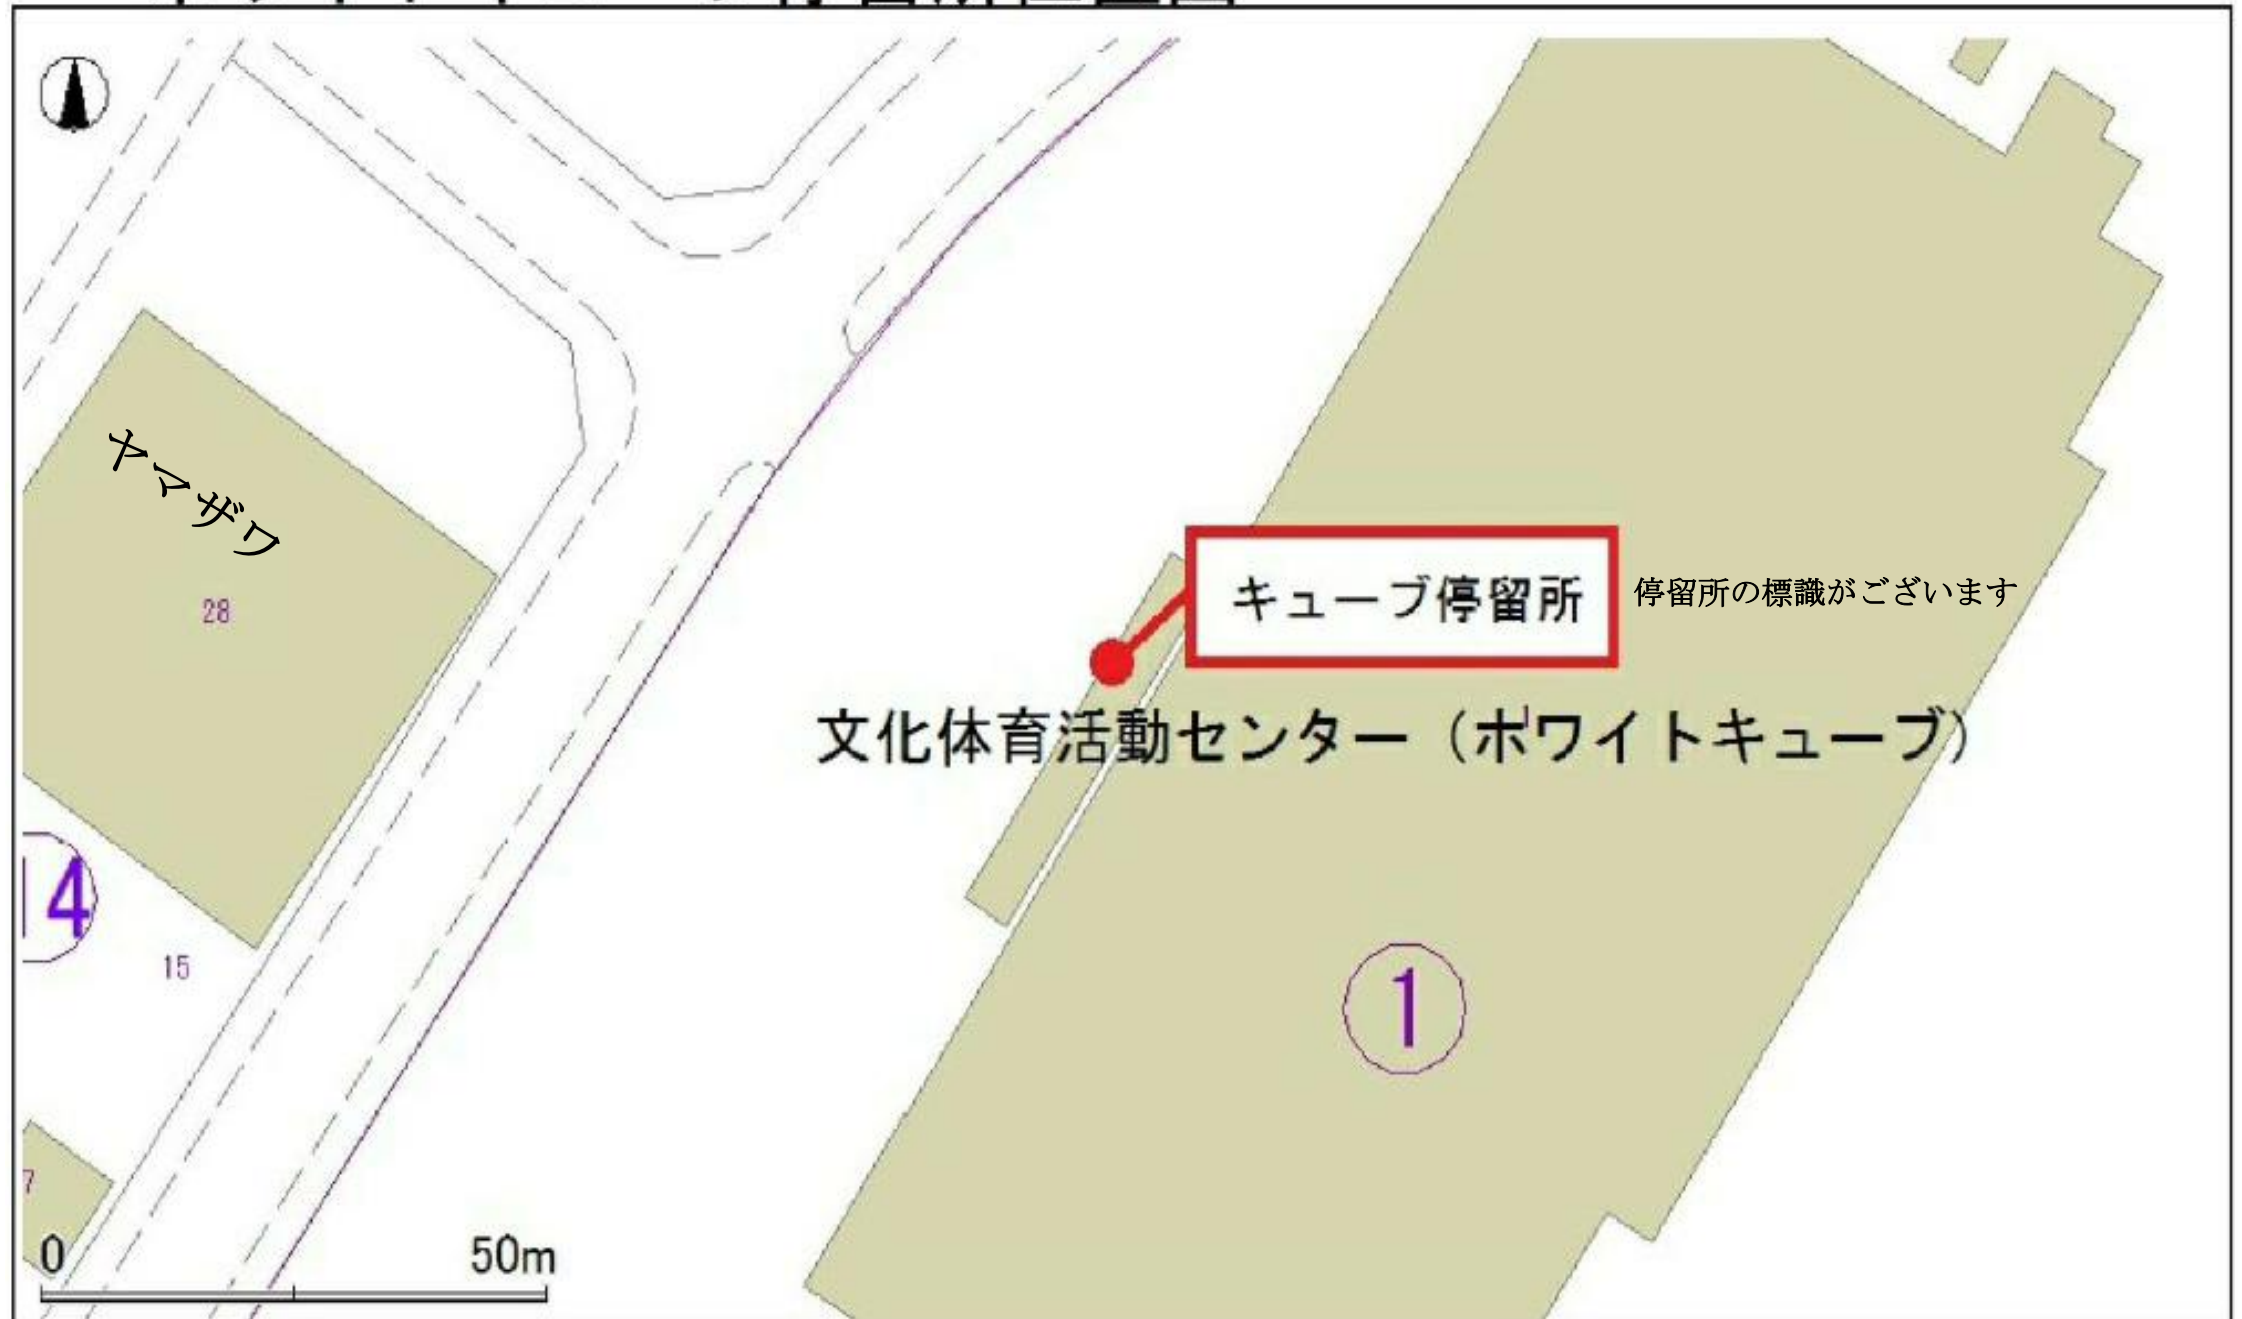 ヤマザワ
28
キューブ停留所
停留所の標識がございます
文化体育活動センター（ホワイトキューブ）
14
15
1
7
0 50m